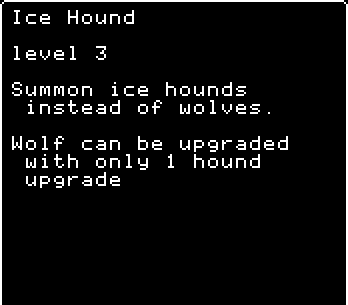 Ice Hound
level 3
Summon ice hounds
instead of wolves.
Wolf can be upgraded
with only 1 hound
upgrade